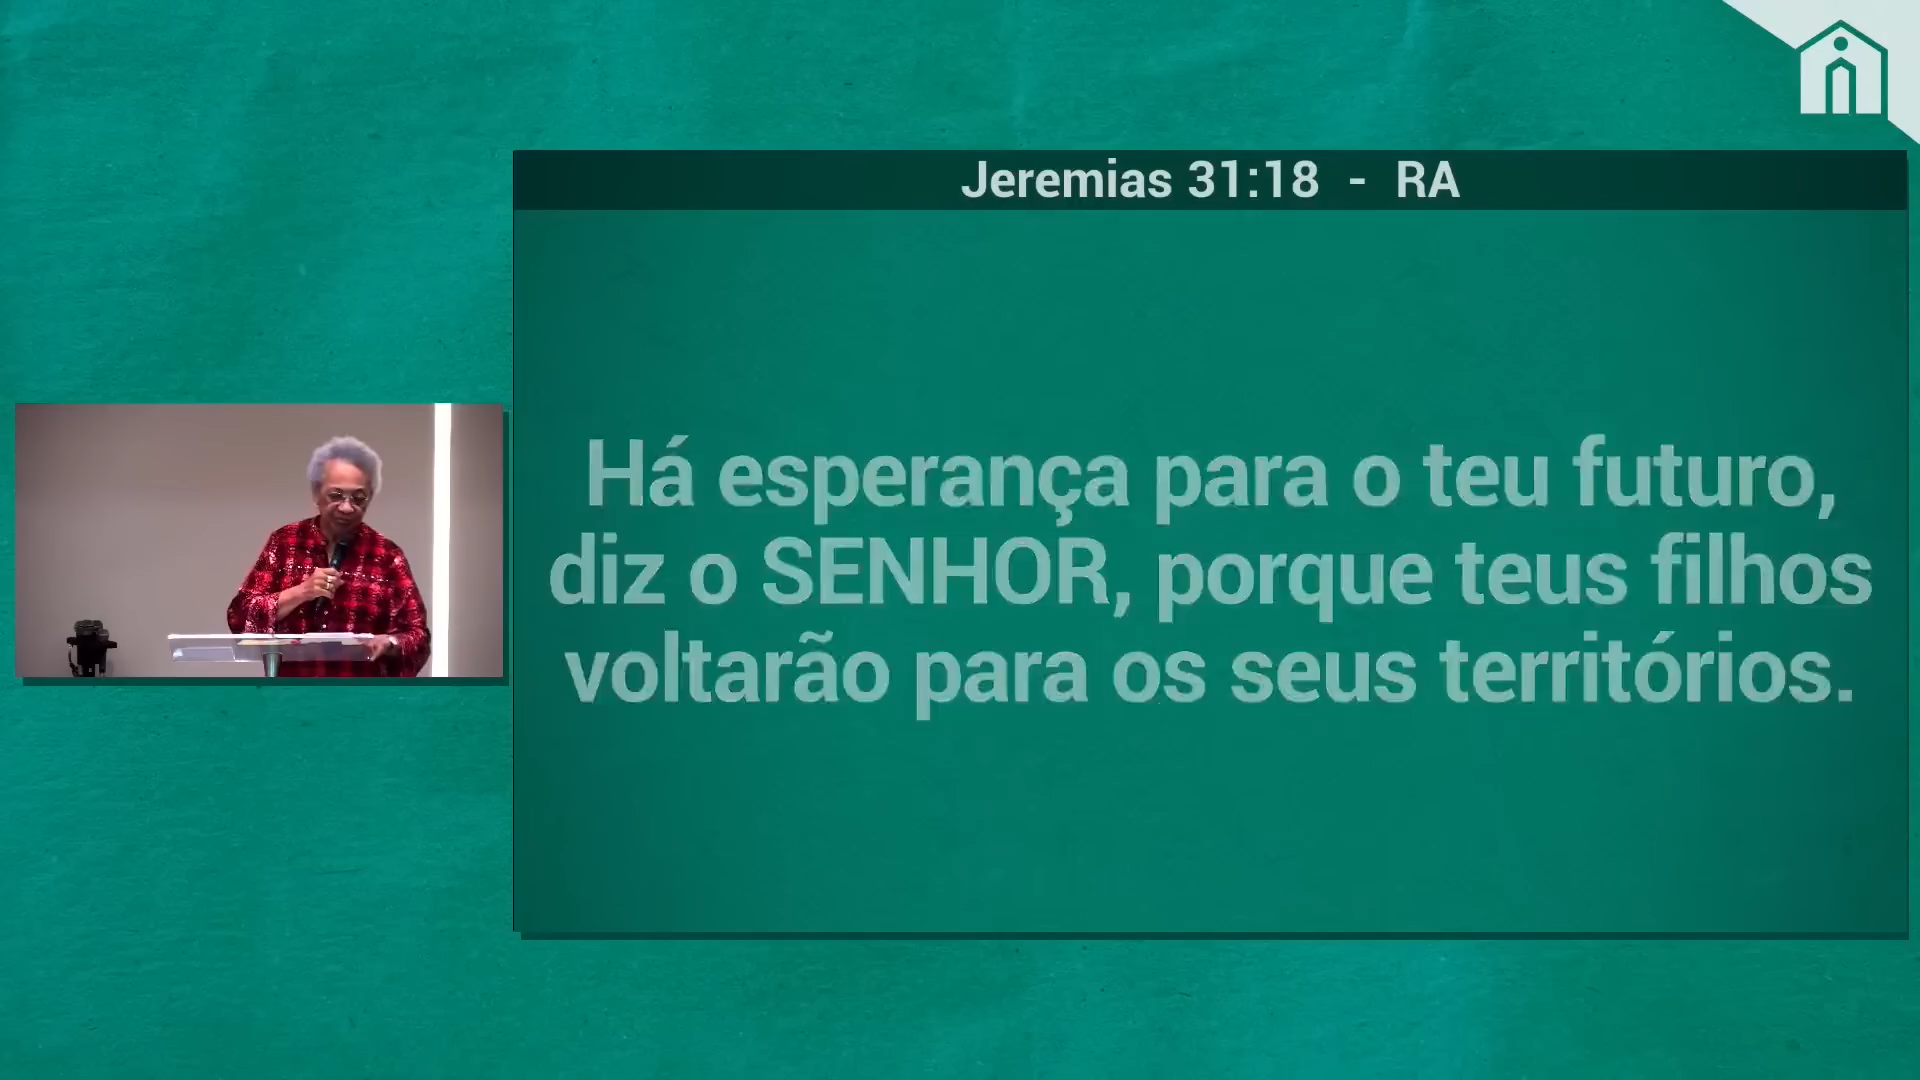 Jeremias 31:18 - RA
Há esperança para o teu futuro,
diz o SENHOR, porque teus filhos
voltarão para os seus territórios.